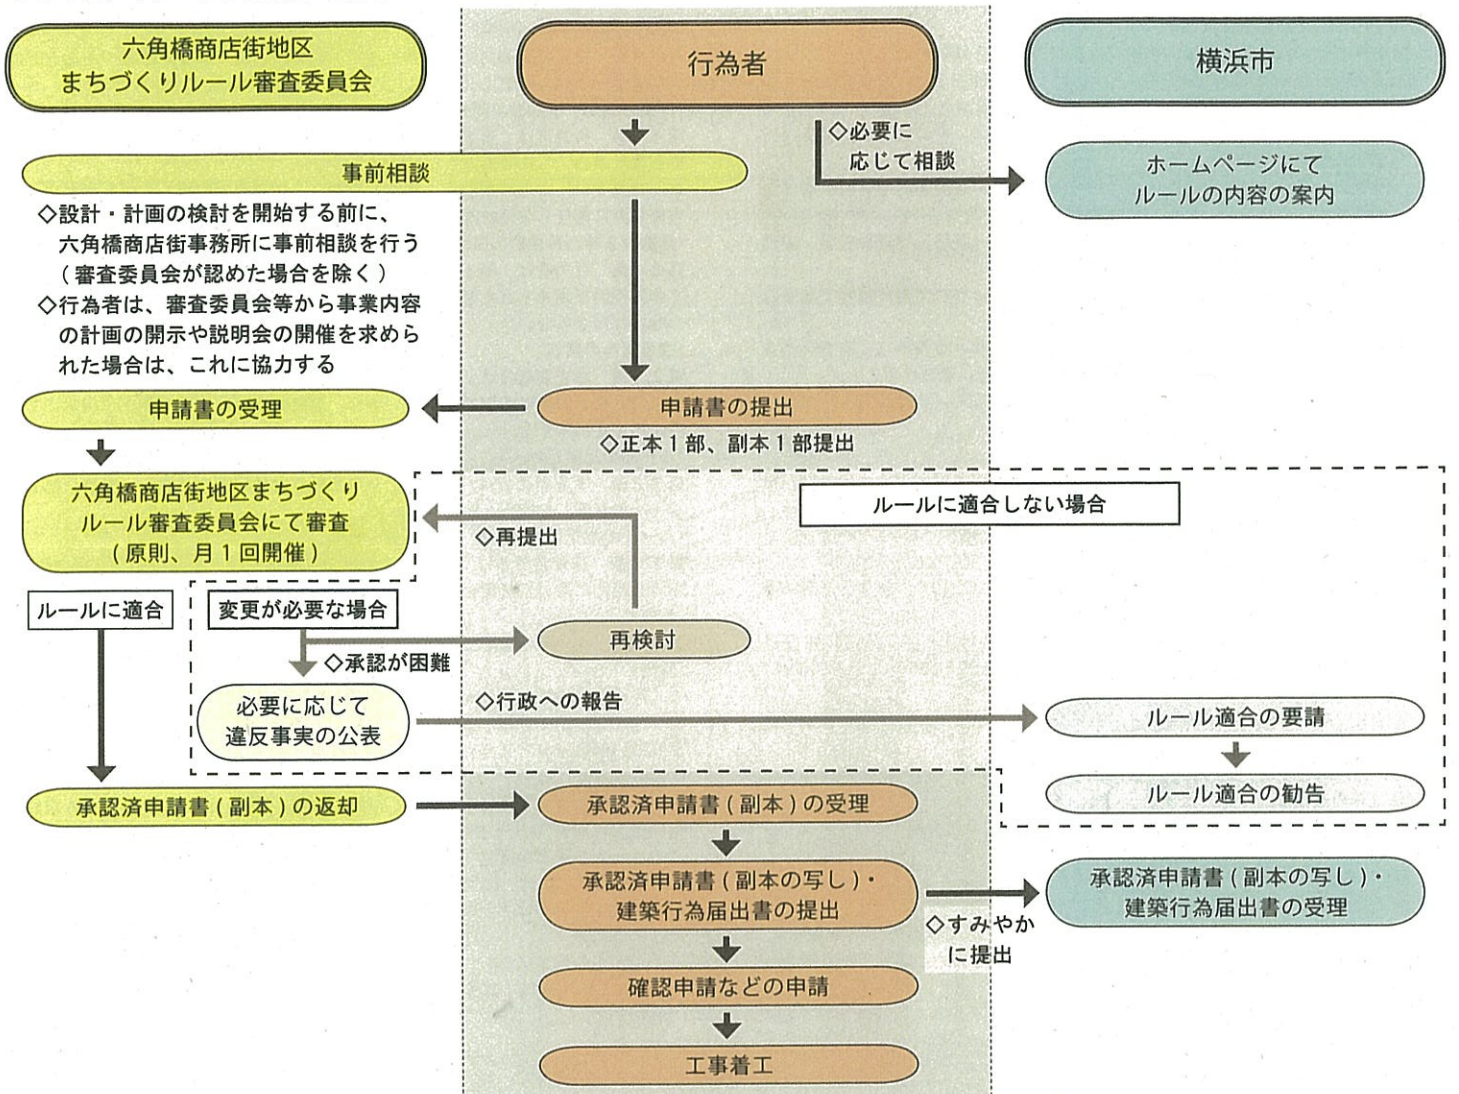 六角橋商店街地区
まちづくりルール審査委員会
行為者
横浜市
◇必要に
応じて相談
事前相談
ホームページにて
ルールの内容の案内
◇設計・計画の検討を開始する前に、
六角橋商店街事務所に事前相談を行う
(審査委員会が認めた場合を除く)
◇行為者は、審査委員会等から事業内容
の計画の開示や説明会の開催を求めら
れた場合は、これに協力する
申請書の受理
申請書の提出
◇正本1部、副本1部提出
六角橋商店街地区まちづくり
ルール審査委員会にて審査
(原則、月1回開催)
ルールに適合しない場合
◇再提出
ルールに適合
変更が必要な場合
再検討
◇承認が困難
必要に応じて
違反事実の公表
◇行政への報告
ルール適合の要請
ルール適合の勧告
承認済申請書(副本)の返却
承認済申請書(副本)の受理
承認済申請書(副本の写し)・
建築行為届出書の提出
◇すみやか
に提出
承認済申請書(副本の写し)・
建築行為届出書の受理
確認申請などの申請
工事着工